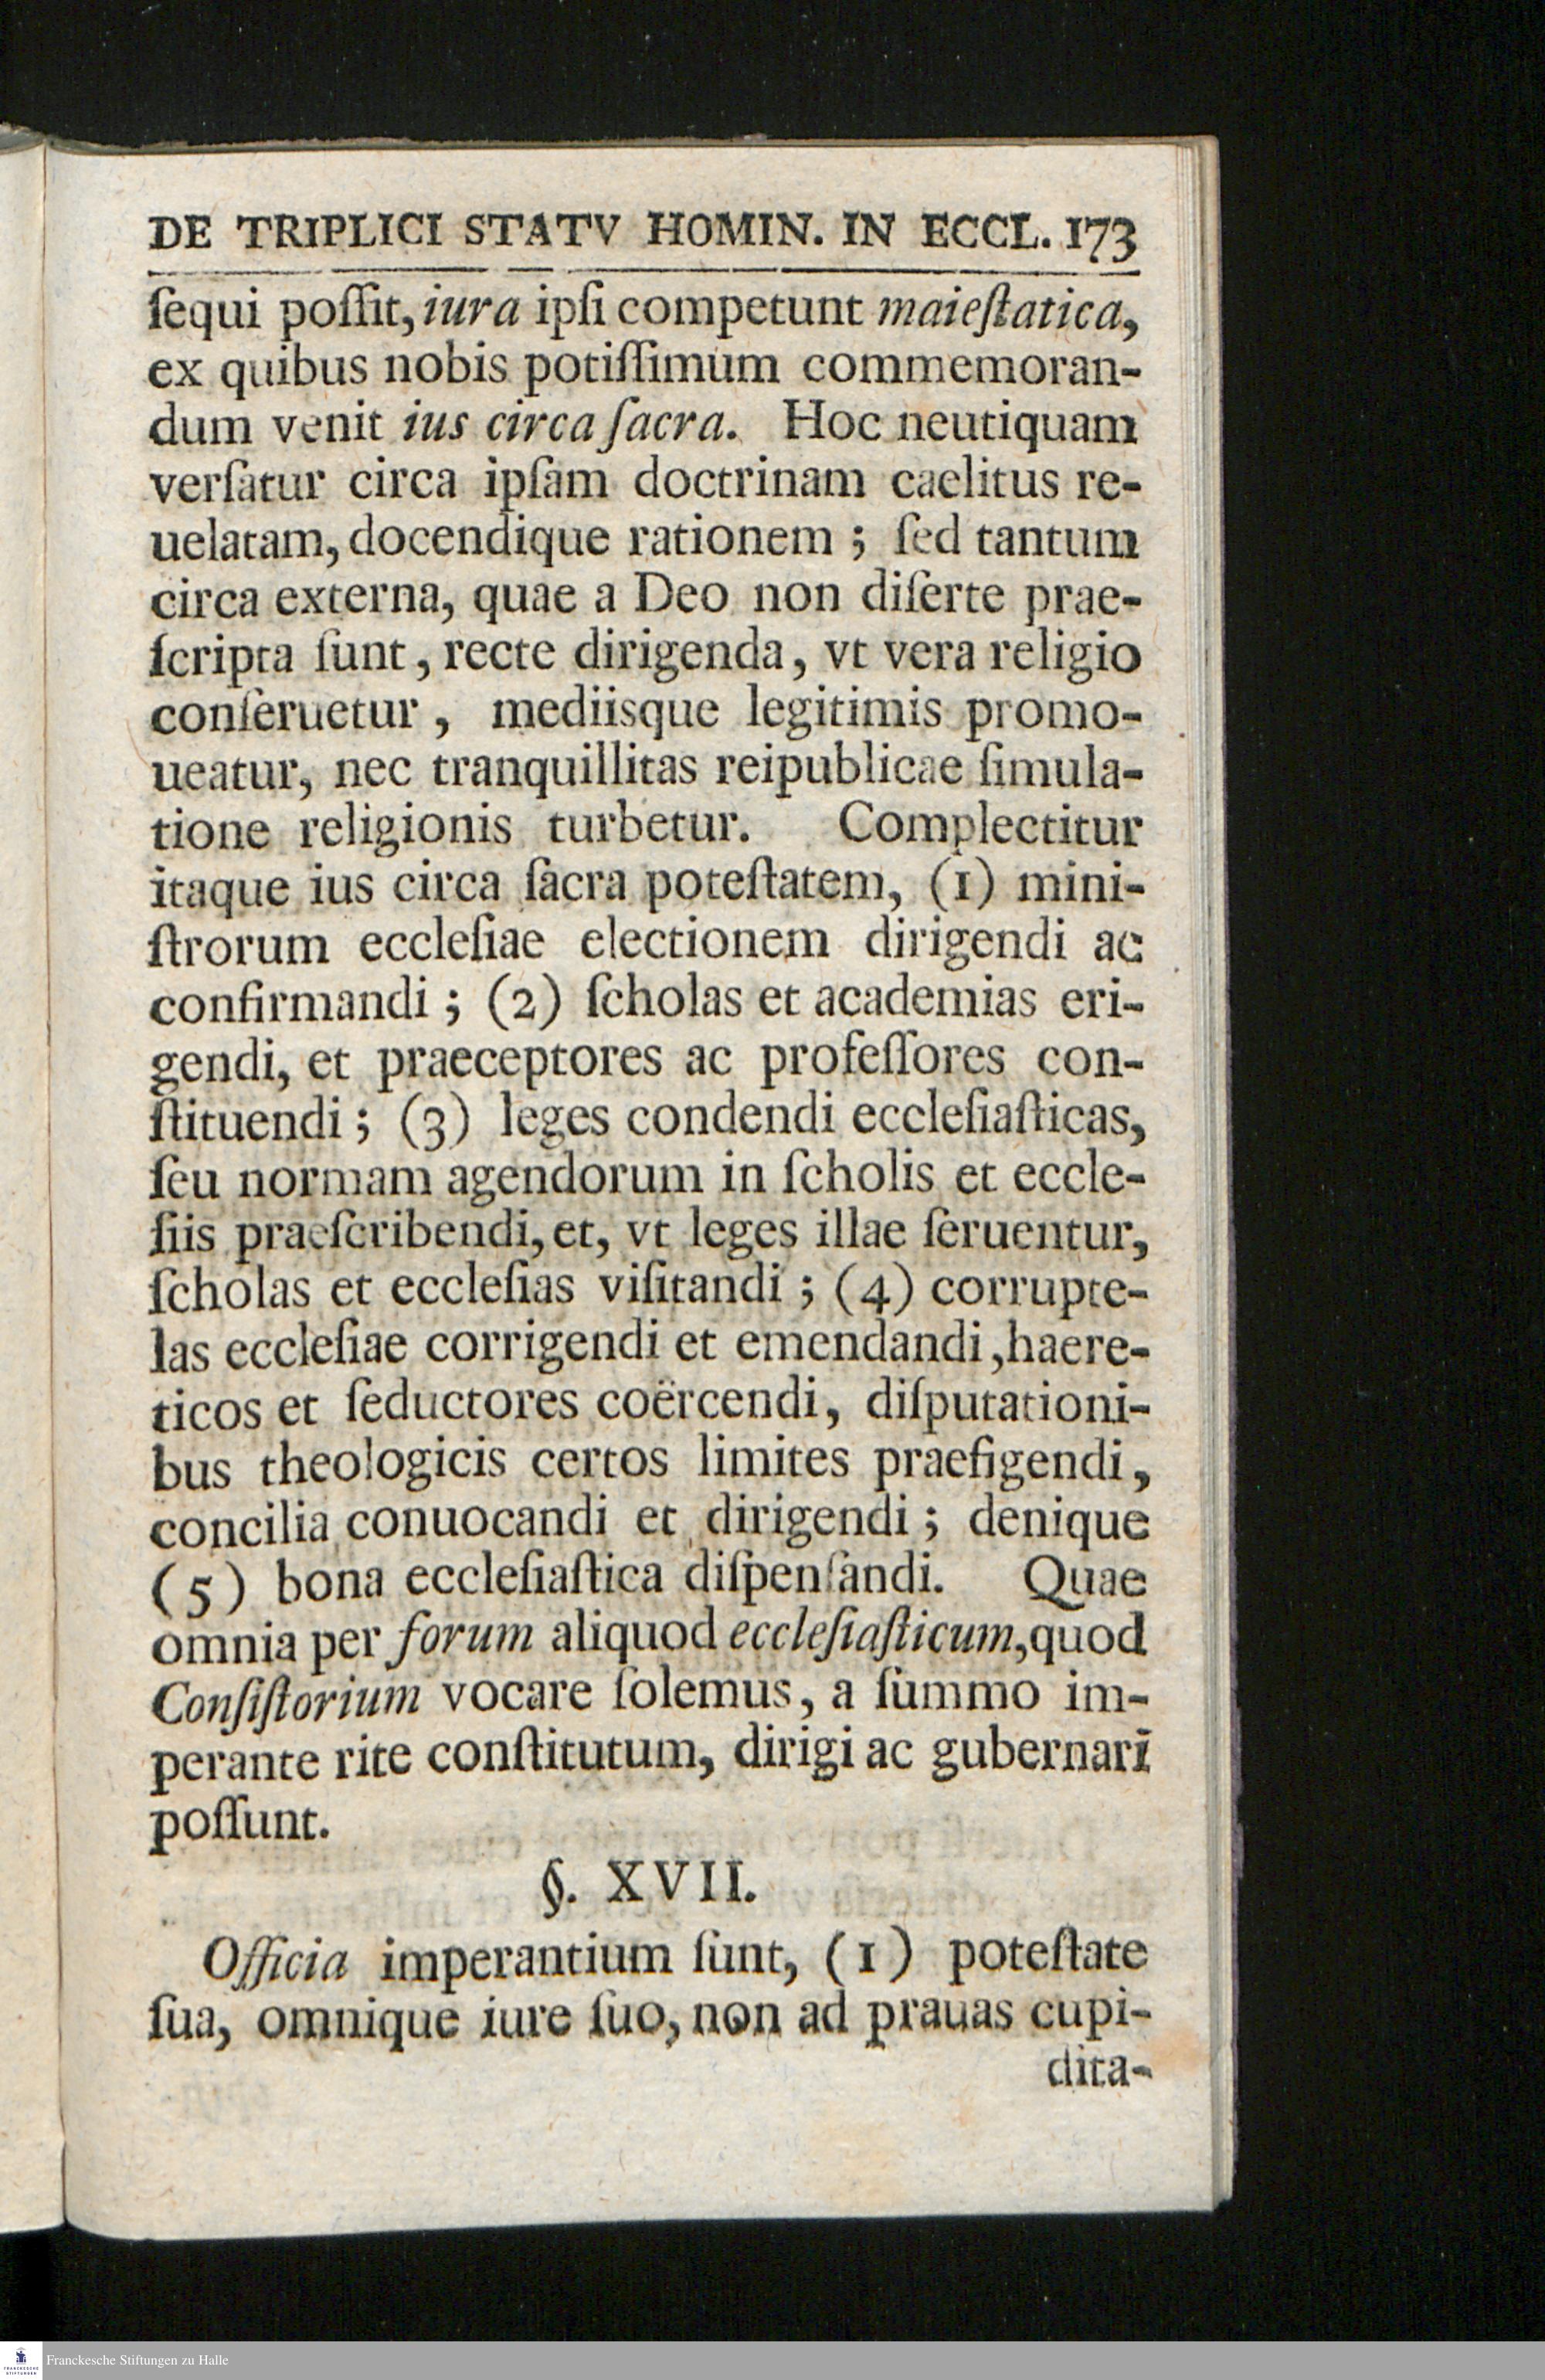 DE TRIPLICI STATV HOMIN. IN ECCL. 173
ſequi poſſit, iura ipſi competunt maieſtatica,
ex quibus nobis potiſſimum commemoran-
dum venit ius circa ſacra. Hoc neutiquam
verſatur circa ipſam doctrinam caelitus re-
uelatam, docendique rationem ; ſed tantum
circa externa, quae a Deo non diſerte prae-
ſcripta ſunt, recte dirigenda, vt vera religio
conſeruetur, mediisque legitimis promo-
ueatur, nec tranquillitas reipublicae ſimula-
tione religionis turbetur. Complectitur
itaque ius circa ſacra poteſtatem, (1) mini-
ſtrorum eccleſiae electionem dirigendi ac
confirmandi ; (2) ſcholas et academias eri-
gendi, et praeceptores ac profeſſores con-
ſtituendi ; (3) leges condendi eccleſiaſticas,
ſeu normam agendorum in ſcholis et eccle-
ſiis praeſcribendi, et, vt leges illae ſeruentur,
ſcholas et eccleſias viſitandi ; (4) corrupte-
las eccleſiae corrigendi et emendandi, haere-
ticos et ſeductores coërcendi, diſputationi-
bus theologicis certos limites praefigendi,
concilia conuocandi et dirigendi ; denique
(5) bona eccleſiaſtica diſpenſandi. Quae
omnia per forum aliquod eccleſiaſticum, quod
Conſiſtorium vocare ſolemus, a ſummo im-
perante rite conſtitutum, dirigi ac gubernari
poſſunt.
§. XVII.
Officia imperantium ſunt, (1) poteſtate
ſua, omnique iure ſuo, non ad prauas cupi-
dita-
FRANCKESCHE
STIFTUNGEN
Franckesche Stiftungen zu Halle